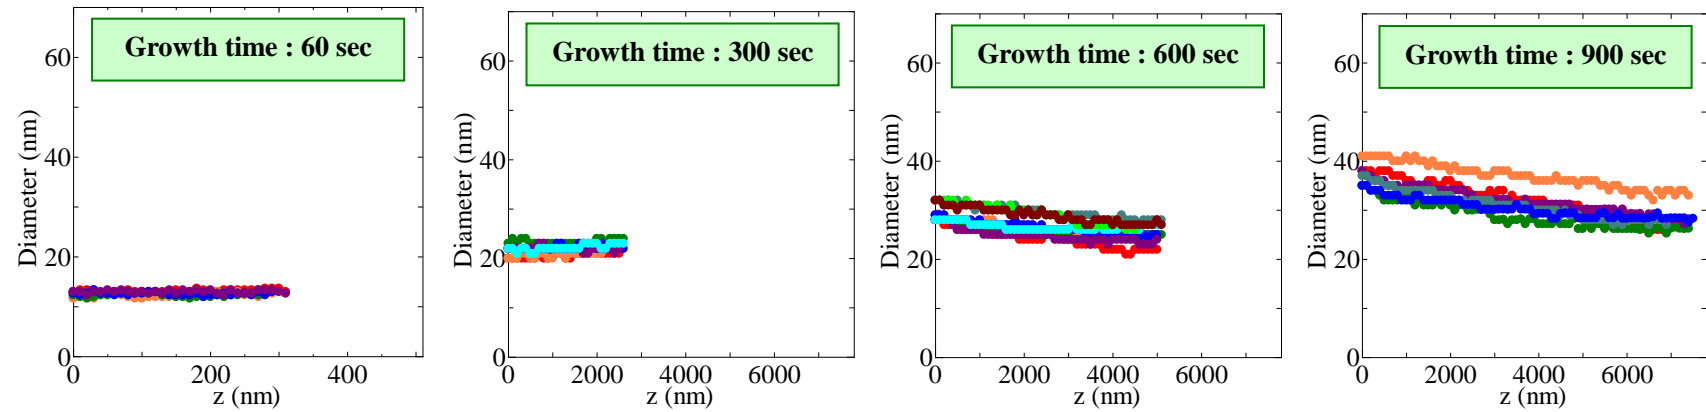 Growth time : 60 sec
60
40
20
0
Diameter (nm)
0 200 400
z (nm)
Growth time : 300 sec
60
40
20
0
Diameter (nm)
0 2000 4000 6000
z (nm)
Growth time : 600 sec
60
40
20
0
Diameter (nm)
0 2000 4000 6000
z (nm)
Growth time : 900 sec
60
40
20
0
Diameter (nm)
0 2000 4000 6000
z (nm)